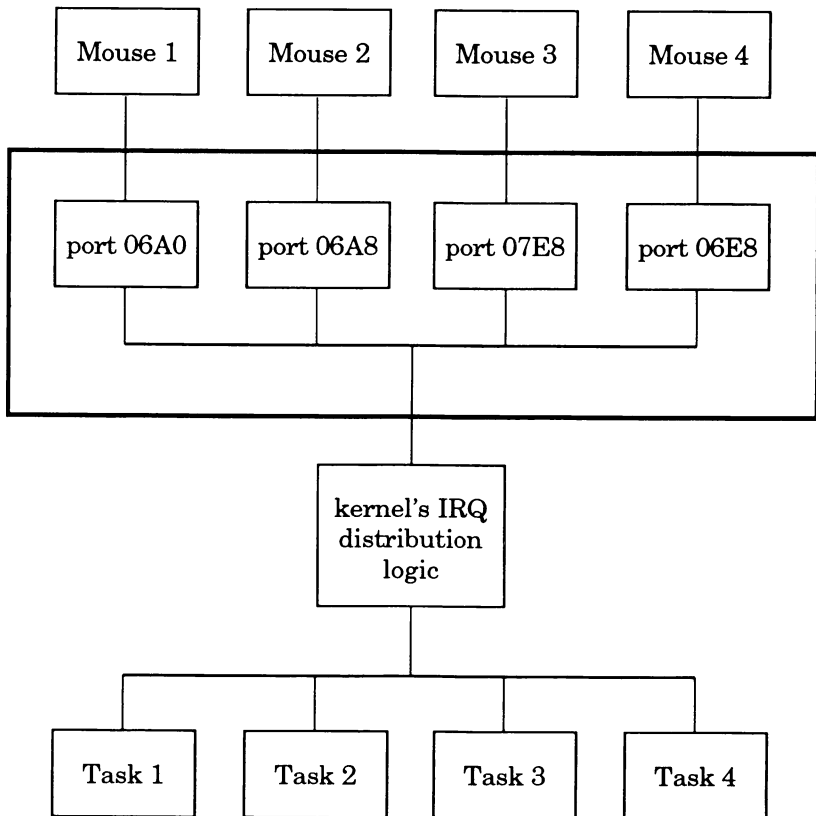 Mouse 1
Mouse 2
Mouse 3
Mouse 4
port 06A0
port 06A8
port 07E8
port 06E8
kernel's IRQ
distribution
logic
Task 1
Task 2
Task 3
Task 4